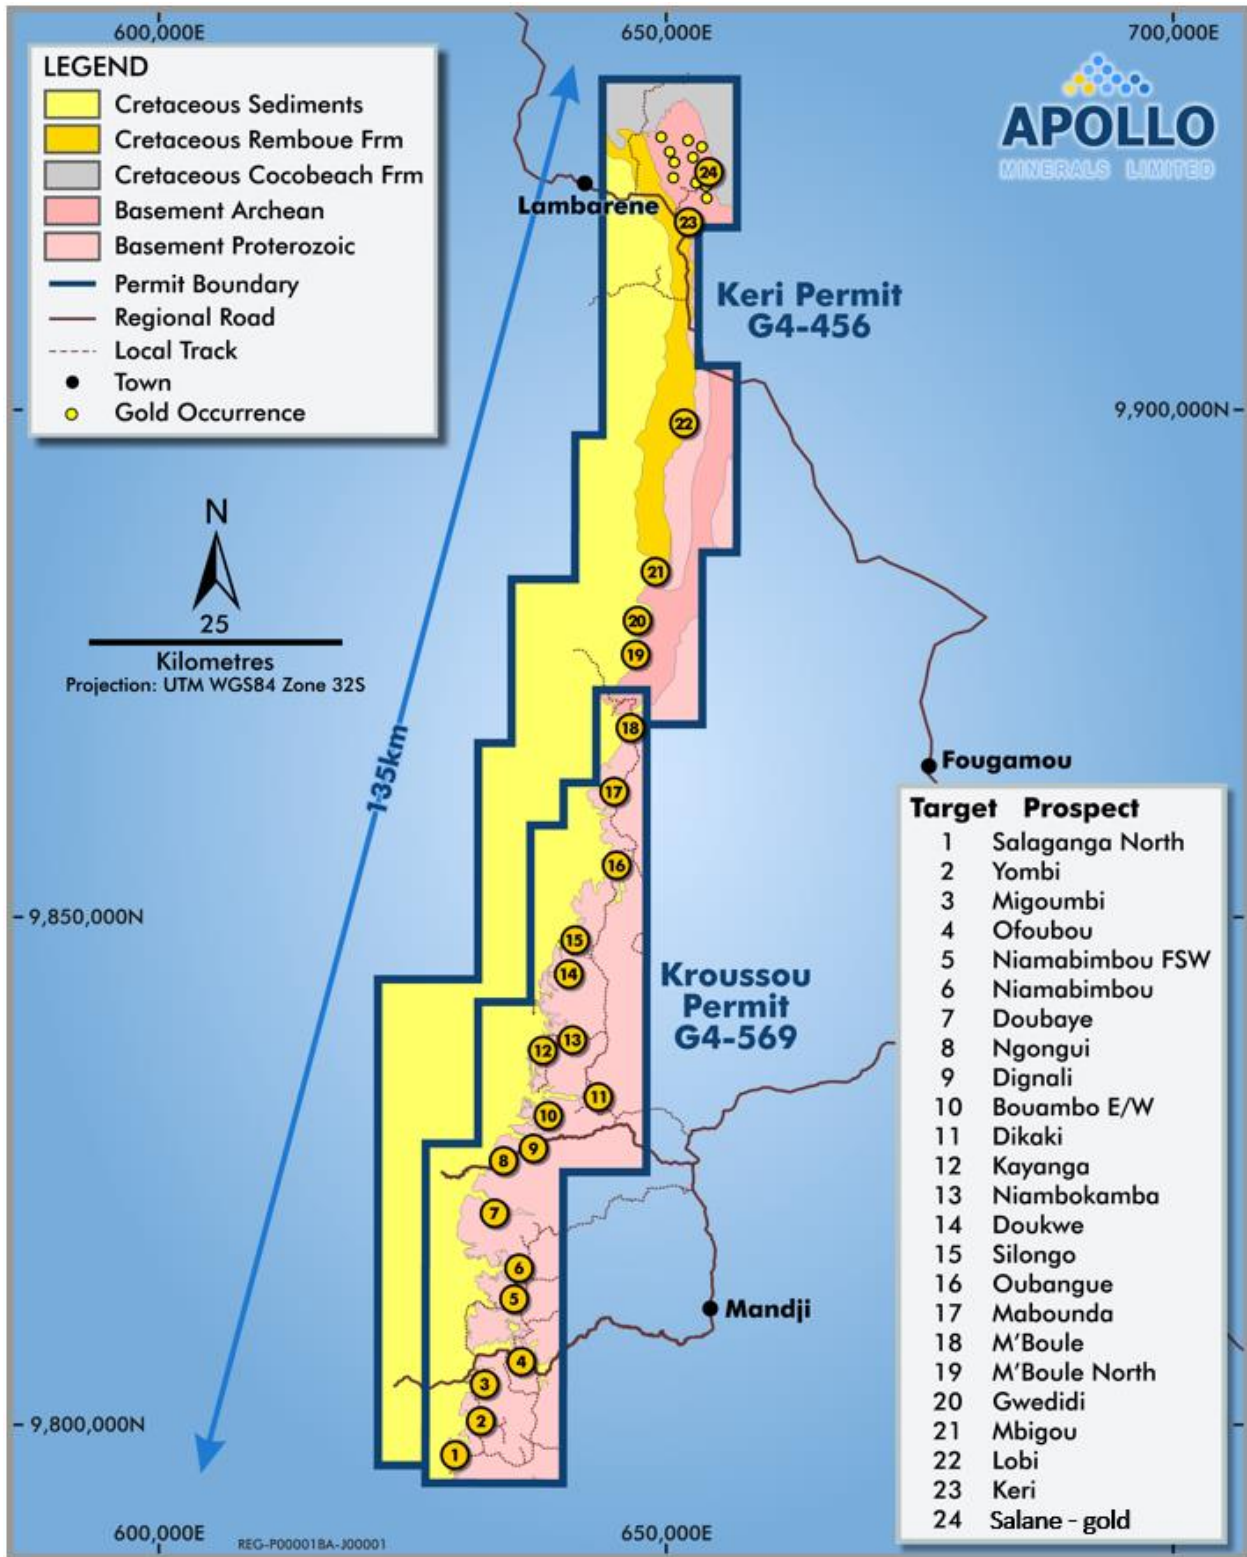 600,000E
650,000E
700,000E
LEGEND
Cretaceous Sediments
Cretaceous Remboue Frm
Cretaceous Cocobeach Frm
Basement Archean
Basement Proterozoic
Permit Boundary
Regional Road
Local Track
Town
Gold Occurrence
APOLLO
MINERALS LIMITED
24
Lambarene
23
Keri Permit
G4-456
9,900,000N
22
N
25
Kilometres
Projection: UTM WGS84 Zone 32S
21
20
19
18
135km
Fougamou
17
16
9,850,000N
15
14
Kroussou
Permit
G4-569
13
12
11
10
9
8
7
6
5
Mandji
4
3
2
9,800,000N
1
Target Prospect
1 Salaganga North
2 Yombi
3 Migoumbi
4 Ofoubou
5 Niamabimbou FSW
6 Niamabimbou
7 Doubaye
8 Ngongui
9 Dignali
10 Bouambo E/W
11 Dikaki
12 Kayanga
13 Niambokamba
14 Doukwe
15 Silongo
16 Oubangue
17 Mabounda
18 M'Boule
19 M'Boule North
20 Gwedidi
21 Mbigou
22 Lobi
23 Keri
24 Salane - gold
600,000E
REG-P00001BA-J00001
650,000E